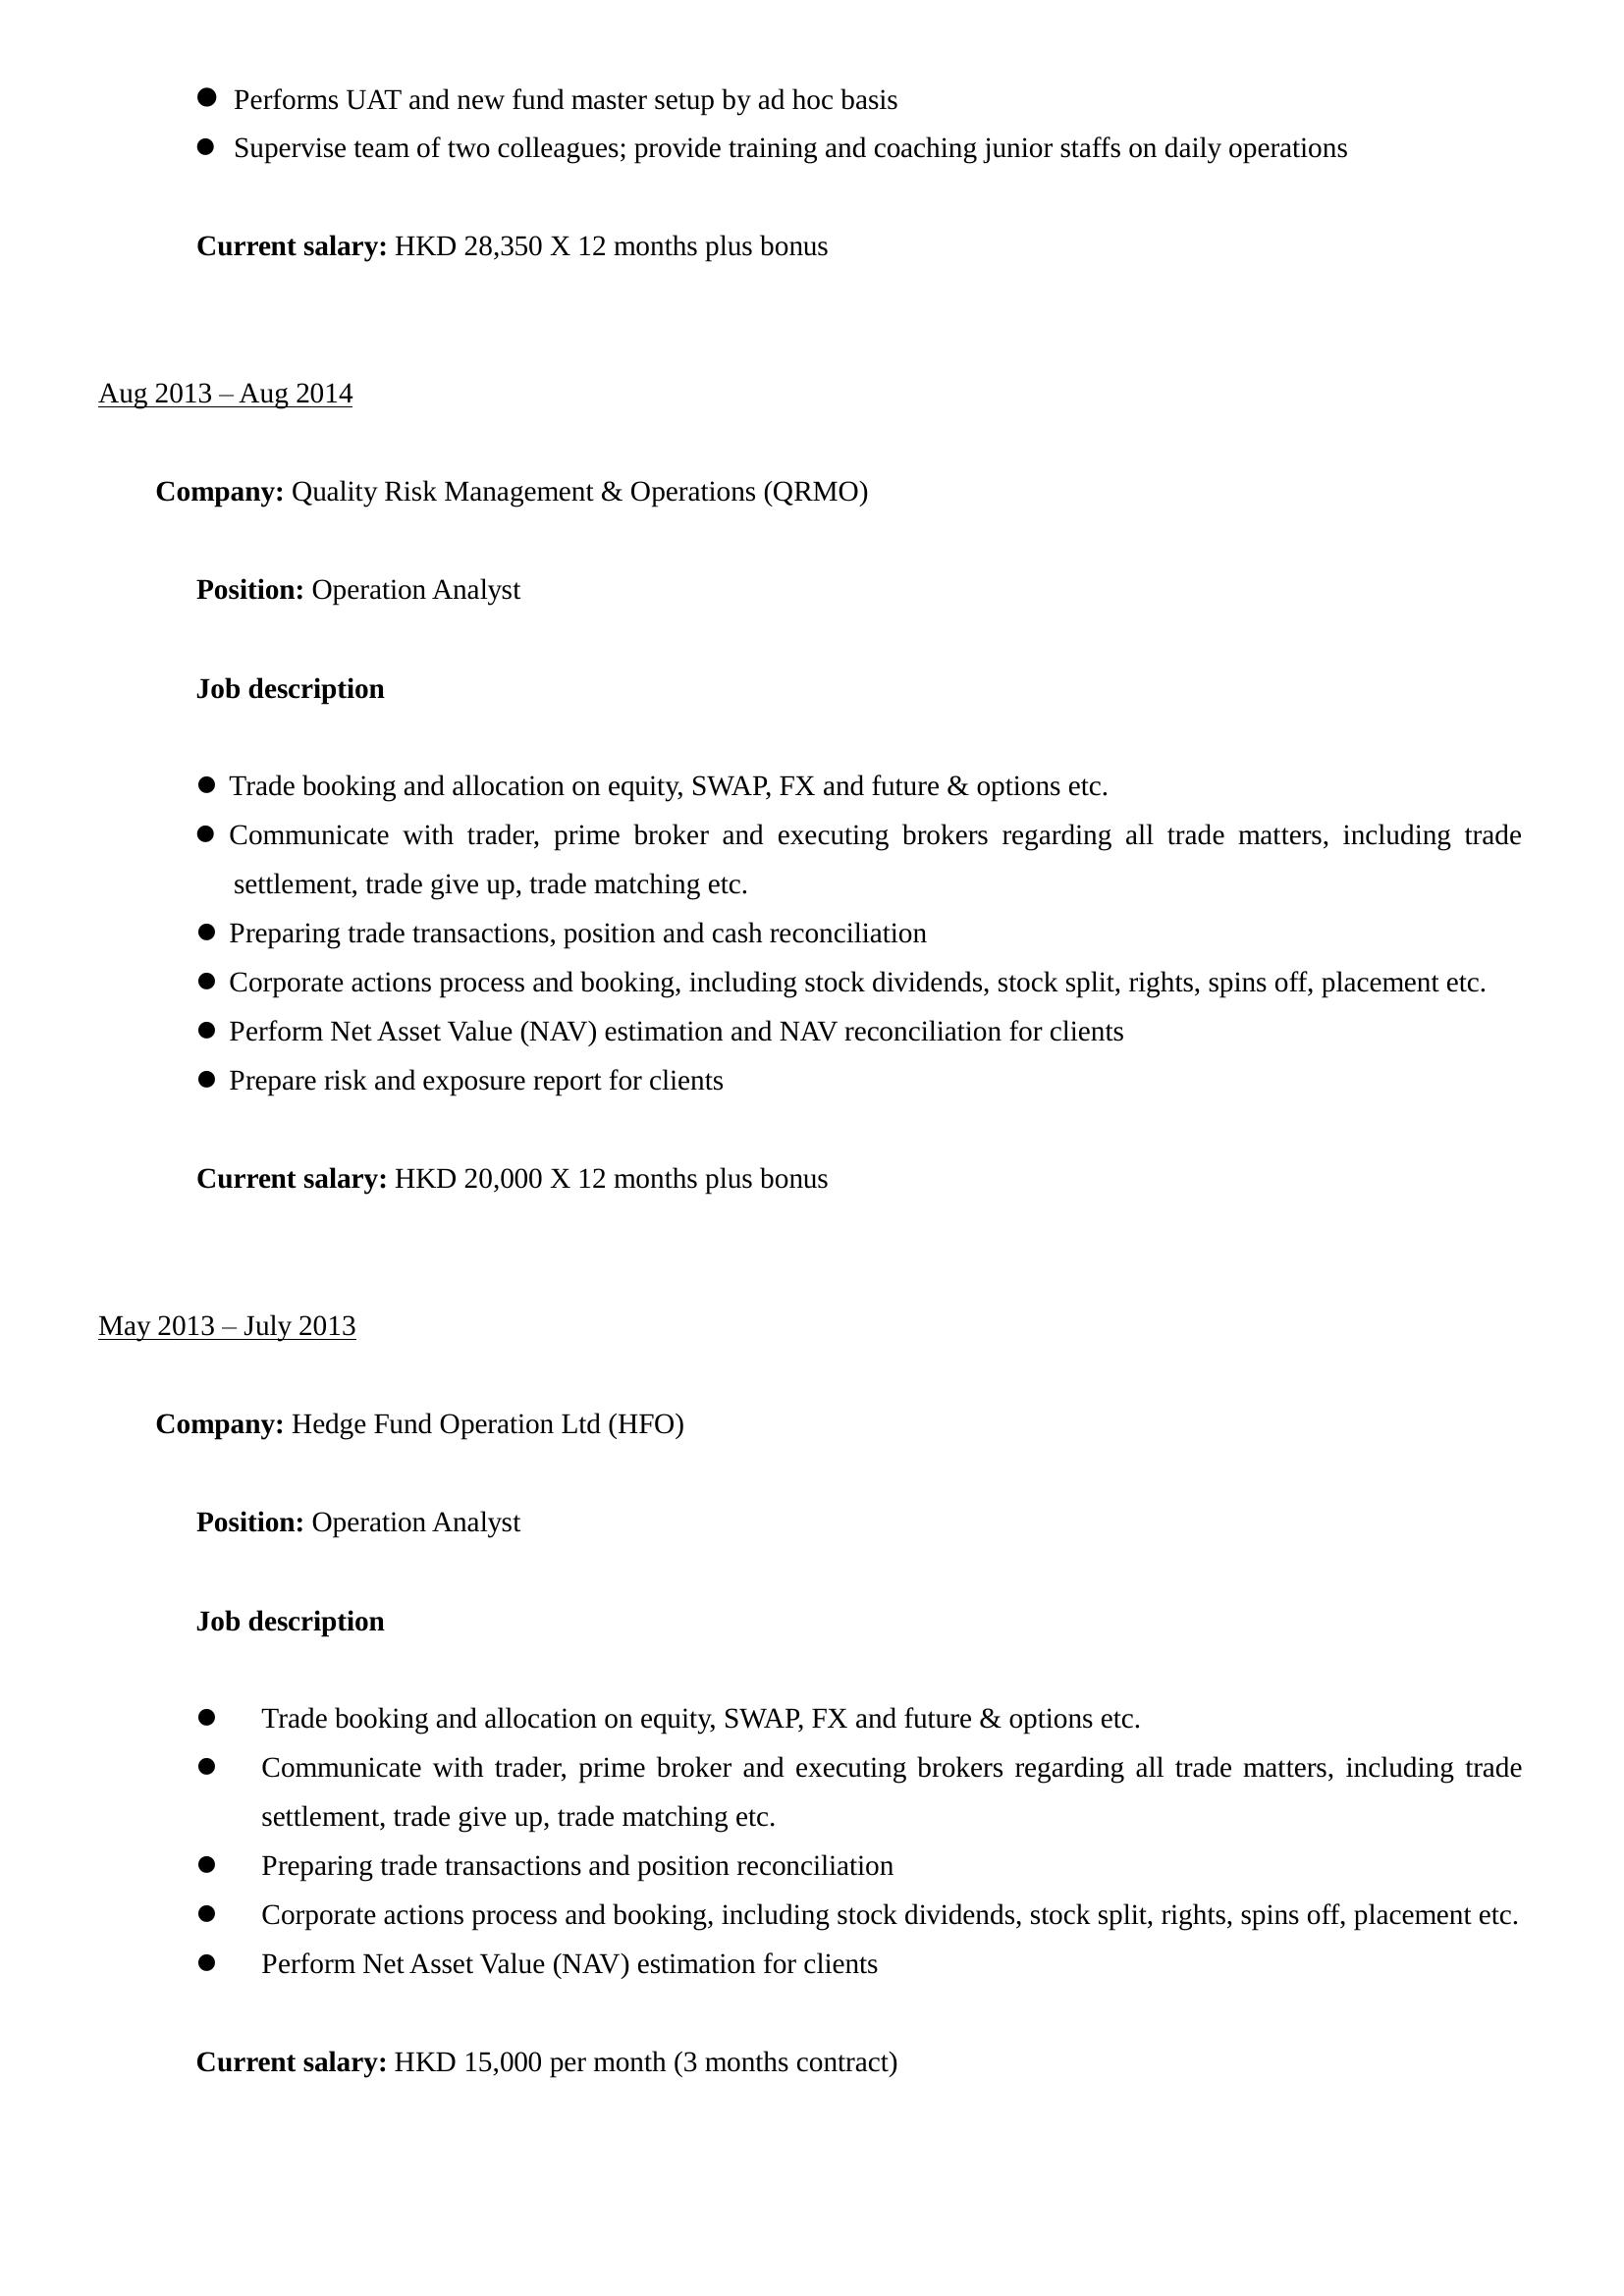 ● Performs UAT and new fund master setup by ad hoc basis
● Supervise team of two colleagues; provide training and coaching junior staffs on daily operations
Current salary: HKD 28,350 X 12 months plus bonus
Aug 2013 – Aug 2014
Company: Quality Risk Management & Operations (QRMO)
Position: Operation Analyst
Job description
● Trade booking and allocation on equity, SWAP, FX and future & options etc.
● Communicate with trader, prime broker and executing brokers regarding all trade matters, including trade
settlement, trade give up, trade matching etc.
● Preparing trade transactions, position and cash reconciliation
● Corporate actions process and booking, including stock dividends, stock split, rights, spins off, placement etc.
● Perform Net Asset Value (NAV) estimation and NAV reconciliation for clients
● Prepare risk and exposure report for clients
Current salary: HKD 20,000 X 12 months plus bonus
May 2013 – July 2013
Company: Hedge Fund Operation Ltd (HFO)
Position: Operation Analyst
Job description
● Trade booking and allocation on equity, SWAP, FX and future & options etc.
● Communicate with trader, prime broker and executing brokers regarding all trade matters, including trade
settlement, trade give up, trade matching etc.
● Preparing trade transactions and position reconciliation
● Corporate actions process and booking, including stock dividends, stock split, rights, spins off, placement etc.
● Perform Net Asset Value (NAV) estimation for clients
Current salary: HKD 15,000 per month (3 months contract)